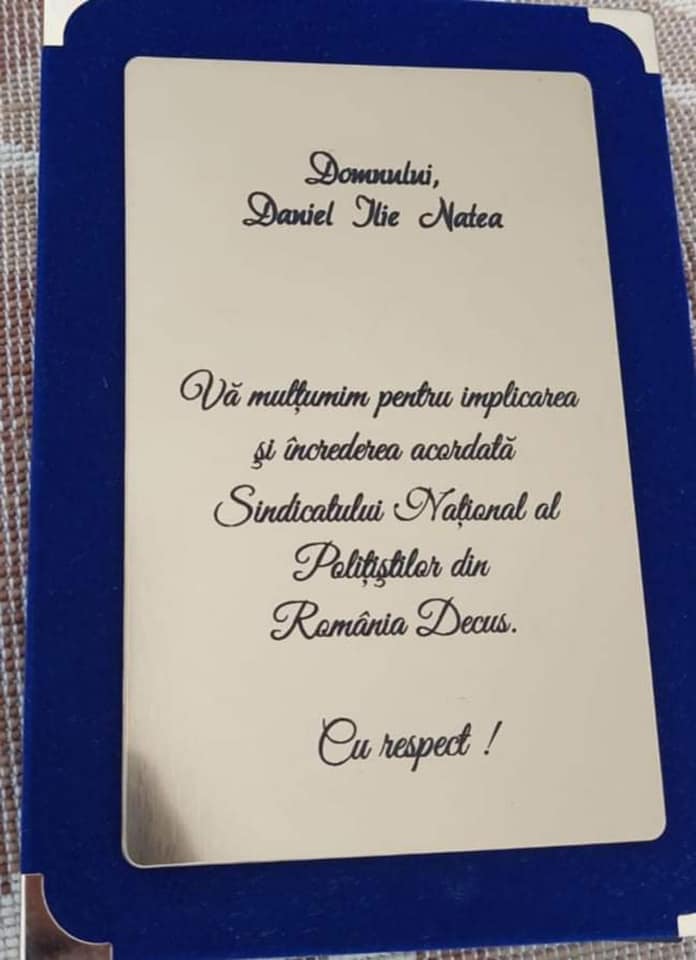 Domnului,
Daniel Ilie Natea
Vă mulțumim pentru implicarea
și încrederea acordată
Sindicatului Național al
Polițiștilor din
România Decus.
Cu respect !